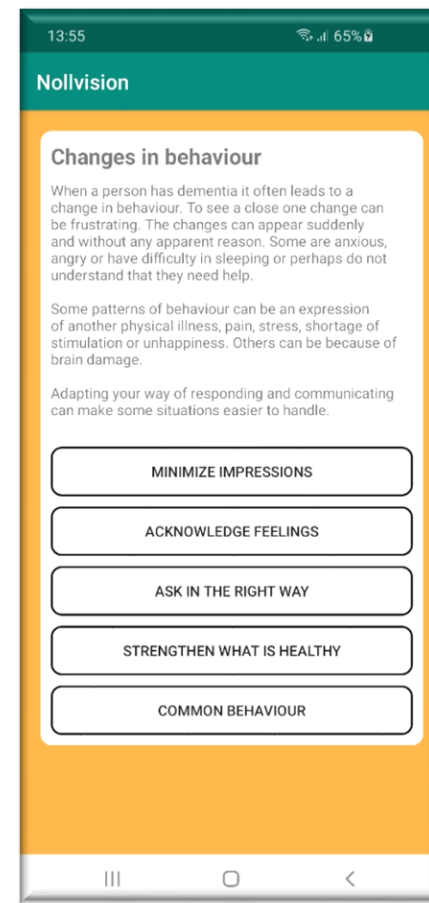 13:55 65%
Nollvision
Changes in behaviour
When a person has dementia it often leads to a
change in behaviour. To see a close one change can
be frustrating. The changes can appear suddenly
and without any apparent reason. Some are anxious,
angry or have difficulty in sleeping or perhaps do not
understand that they need help.
Some patterns of behaviour can be an expression
of another physical illness, pain, stress, shortage of
stimulation or unhappiness. Others can be because of
brain damage.
Adapting your way of responding and communicating
can make some situations easier to handle.
MINIMIZE IMPRESSIONS
ACKNOWLEDGE FEELINGS
ASK IN THE RIGHT WAY
STRENGTHEN WHAT IS HEALTHY
COMMON BEHAVIOUR